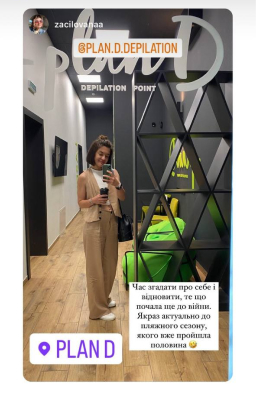 zacilovanaa
@PLAN.D.DEPILATION
plan D
DEPILATION POINT
Час згадати про себе і
відновити, те що
почала ще до війни.
Якраз актуально до
пляжного сезону,
якого вже пройшла
половина 🤣
PLAN D